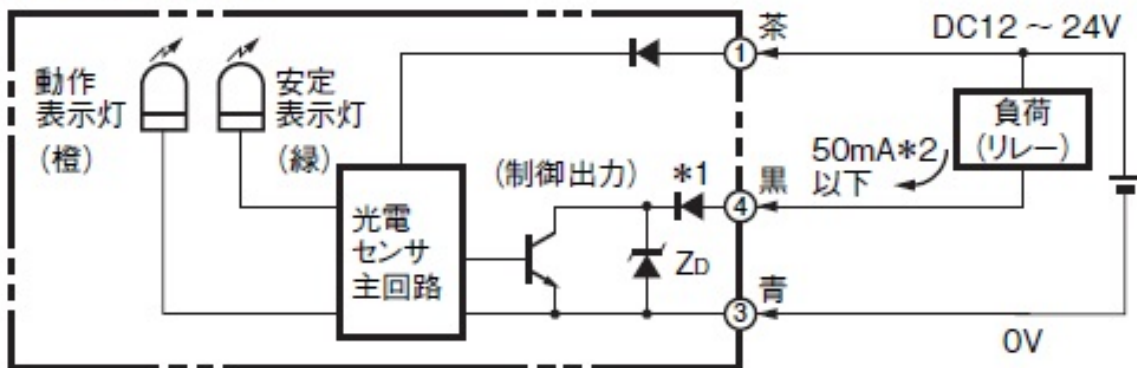 動作
表示灯
(橙)
安定
表示灯
(緑)
光電
センサ
主回路
(制御出力)
*1
ZD
1
茶
4
黒
3
青
DC12 ~ 24V
負荷
(リレー)
50mA*2
以下
0V